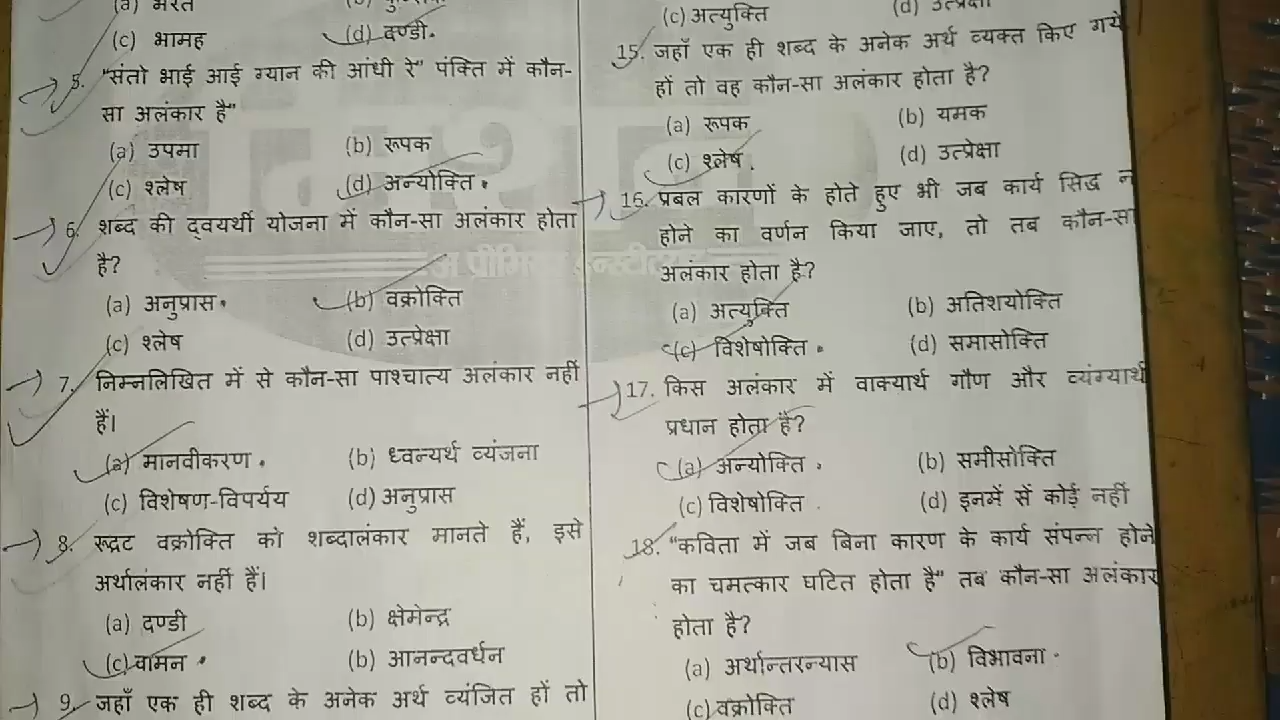 (a) भरत
(c) भामह (d) दण्डी.
5. "संतो भाई आई ग्यान की आंधी रे" पंक्ति में कौन-
सा अलंकार है"
(a) उपमा (b) रूपक
(c) श्लेष (d) अन्योक्ति.
6. शब्द की द्वयर्थी योजना में कौन-सा अलंकार होता
है?
(a) अनुप्रास. (b) वक्रोक्ति
(c) श्लेष (d) उत्प्रेक्षा
7. निम्नलिखित में से कौन-सा पाश्चात्य अलंकार नहीं
हैं।
(a) मानवीकरण. (b) ध्वन्यर्थ व्यंजना
(c) विशेषण-विपर्यय (d) अनुप्रास
8. रूद्रट वक्रोक्ति को शब्दालंकार मानते हैं, इसे
अर्थालंकार नहीं हैं।
(a) दण्डी (b) क्षेमेन्द्र
(c) वामन. (b) आनन्दवर्धन
9. जहाँ एक ही शब्द के अनेक अर्थ व्यंजित हों तो
(c) अत्युक्ति (d) उत्प्रेक्षा
15. जहाँ एक ही शब्द के अनेक अर्थ व्यक्त किए गये
हों तो वह कौन-सा अलंकार होता है?
(a) रूपक (b) यमक
(c) श्लेष. (d) उत्प्रेक्षा
16. प्रबल कारणों के होते हुए भी जब कार्य सिद्ध न
होने का वर्णन किया जाए, तो तब कौन-सा
अलंकार होता है?
(a) अत्युक्ति (b) अतिशयोक्ति
(c) विशेषोक्ति. (d) समासोक्ति
17. किस अलंकार में वाक्यार्थ गौण और व्यंग्यार्थ
प्रधान होता है?
(a) अन्योक्ति. (b) समीसोक्ति
(c) विशेषोक्ति. (d) इनमें सें कोई नहीं
18. "कविता में जब बिना कारण के कार्य संपन्न होने
का चमत्कार घटित होता है" तब कौन-सा अलंकार
होता है?
(a) अर्थान्तरन्यास (b) विभावना.
(c) वक्रोक्ति (d) श्लेष